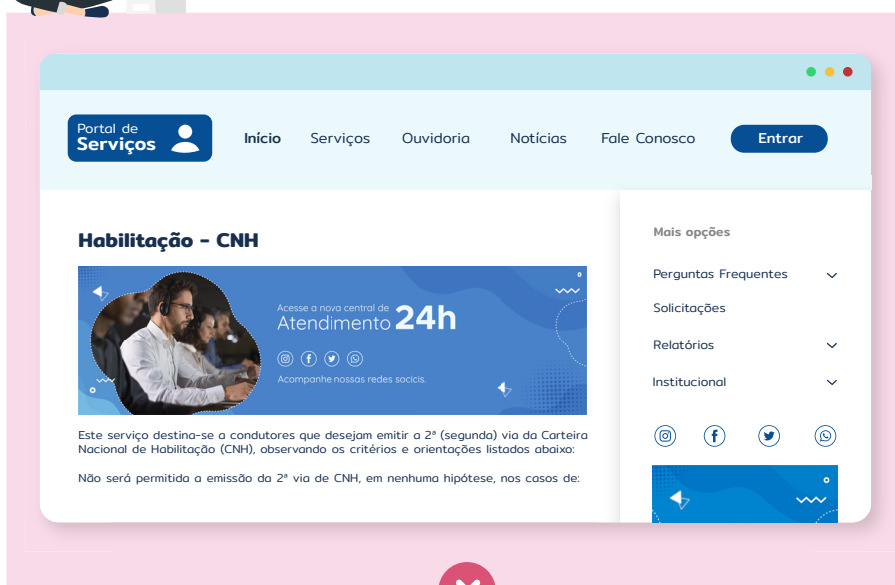 Portal de
Serviços
Início Serviços Ouvidoria Notícias Fale Conosco Entrar
Habilitação - CNH
Acesse a nova central de
Atendimento 24h
Acompanhe nossas redes socicis.
Este serviço destina-se a condutores que desejam emitir a 2ª (segunda) via da Carteira
Nacional de Habilitação (CNH), observando os critérios e orientações listados abaixo:
Não será permitida a emissão da 2ª via de CNH, em nenhuma hipótese, nos casos de:
Mais opções
Perguntas Frequentes
Solicitações
Relatórios
Institucional